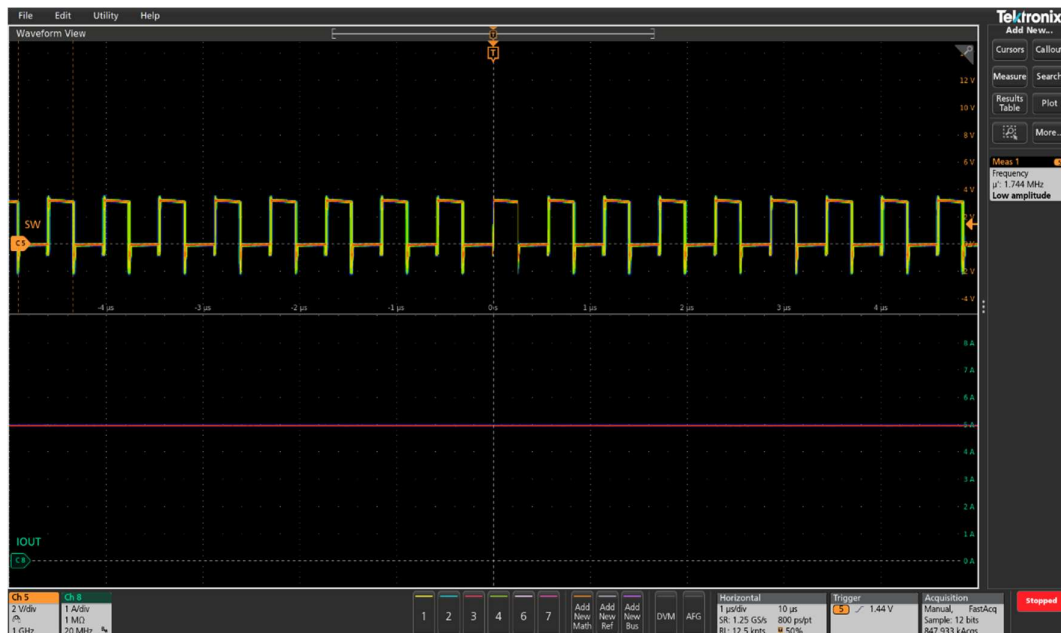 File Edit Utility Help
Tektronix
Waveform View
Add New...
Cursors Callout
Measure Search
Results Table Plot
More...
Meas 1
Frequency
µ': 1.744 MHz
Low amplitude
T
T
12 V
10 V
8 V
6 V
4 V
2 V
-2 V
-4 V
SW
C 5
-4 µs -3 µs -2 µs -1 µs 0 s 1 µs 2 µs 3 µs 4 µs
8 A
7 A
6 A
5 A
4 A
3 A
2 A
1 A
0 A
IOUT
C 8
Ch 5
2 V/div
1 GHz
Ch 8
1 A/div
1 MΩ
20 MHz
1 2 3 4 6 7
Add New Math
Add New Ref
Add New Bus
DVM AFG
Horizontal
1 µs/div 10 µs
SR: 1.25 GS/s 800 ps/pt
RL: 12.5 kpts 50%
Trigger
5 1.44 V
Acquisition
Manual, FastAcq
Sample: 12 bits
847.933 kAcqs
Stopped